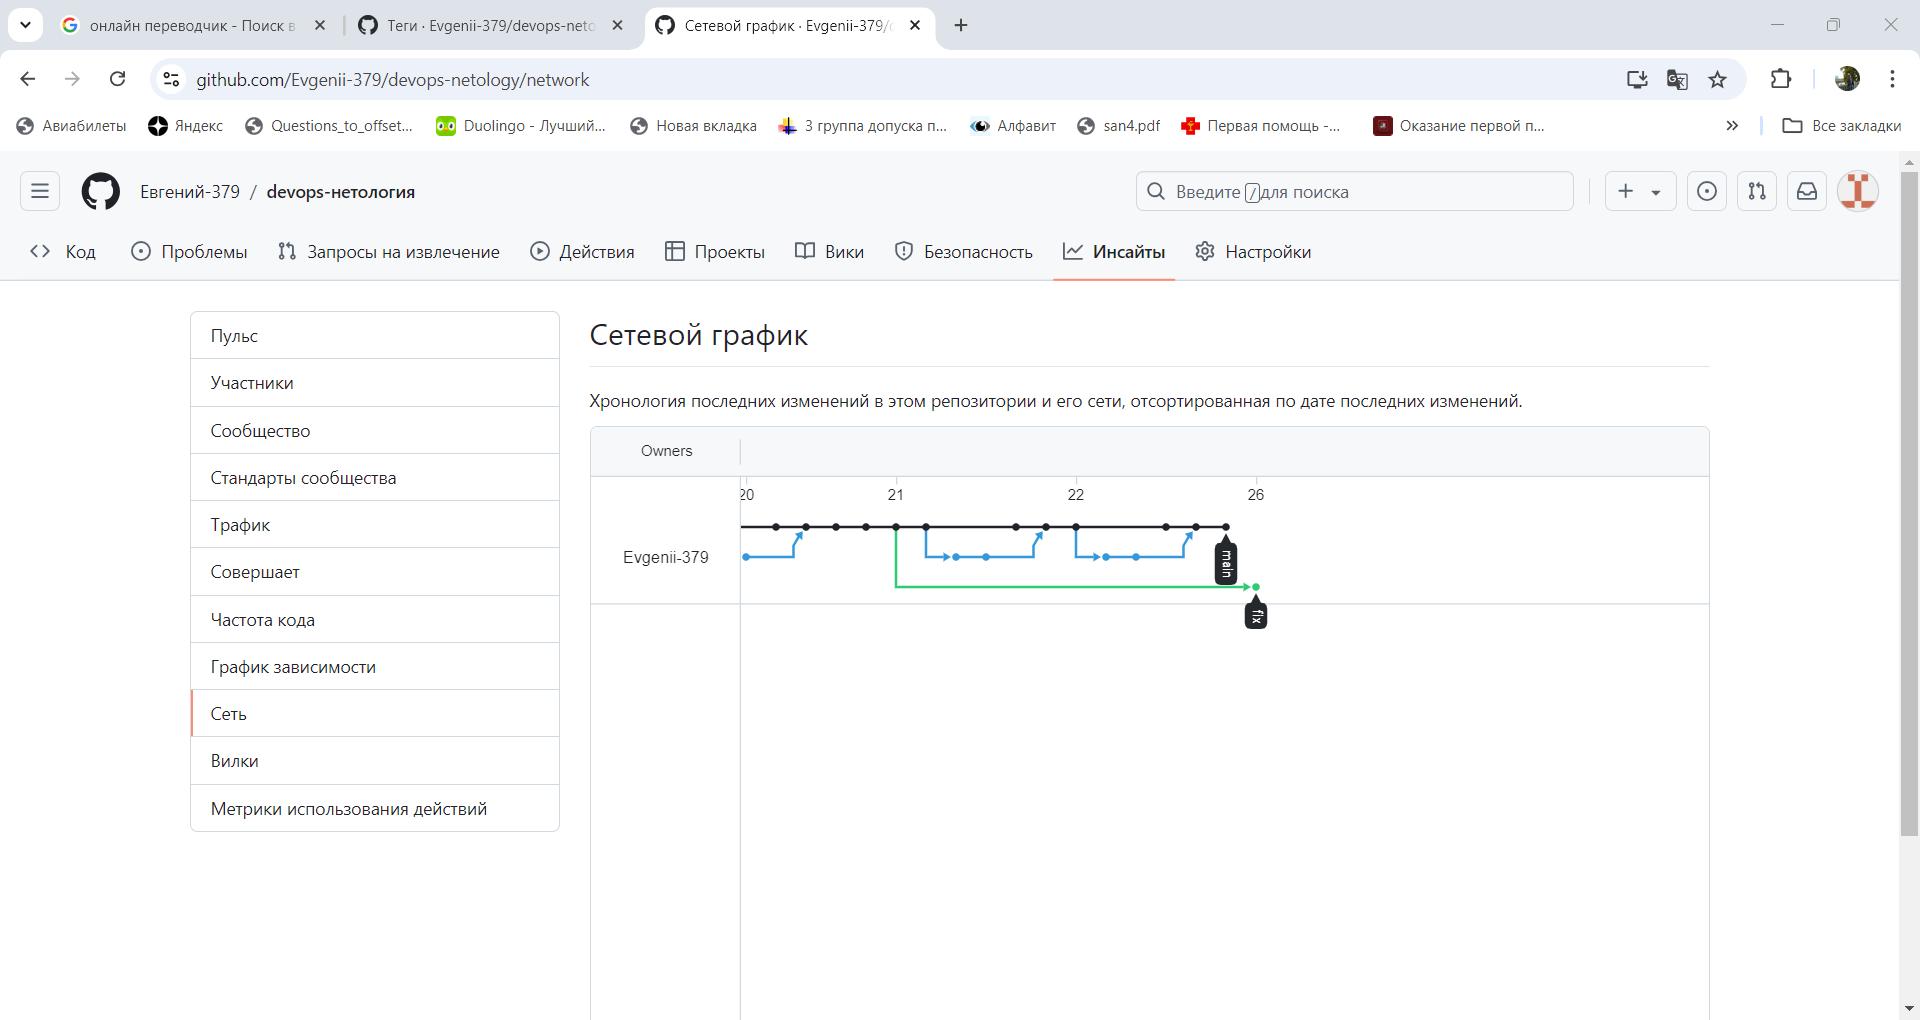 онлайн переводчик - Поиск в
Теги · Evgenii-379/devops-neto
Сетевой график · Evgenii-379/
github.com/Evgenii-379/devops-netology/network
Авиабилеты
Яндекс
Questions_to_offset...
Duolingo - Лучший...
Новая вкладка
3 группа допуска п...
Алфавит
san4.pdf
Первая помощь -...
Оказание первой п...
Все закладки
Евгений-379 / devops-нетология
Введите / для поиска
Код
Проблемы
Запросы на извлечение
Действия
Проекты
Вики
Безопасность
Инсайты
Настройки
Пульс
Участники
Сообщество
Стандарты сообщества
Трафик
Совершает
Частота кода
График зависимости
Сеть
Вилки
Метрики использования действий
Сетевой график
Хронология последних изменений в этом репозитории и его сети, отсортированная по дате последних изменений.
Owners
20 21 22 26
Evgenii-379
main
fix